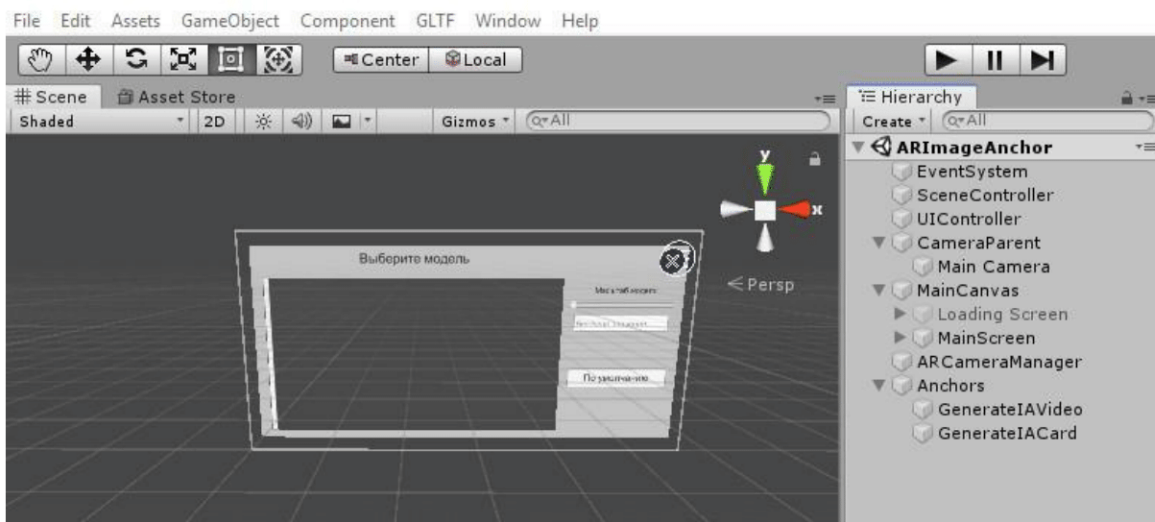 File Edit Assets GameObject Component GLTF Window Help
Center Local
Scene Asset Store
Hierarchy
Shaded 2D Gizmos All
Create All
ARImageAnchor
EventSystem
SceneController
UIController
CameraParent
Main Camera
MainCanvas
Loading Screen
MainScreen
ARCameraManager
Anchors
GenerateIAVideo
GenerateIACard
y
x
Persp
Выберите модель
По умолчанию